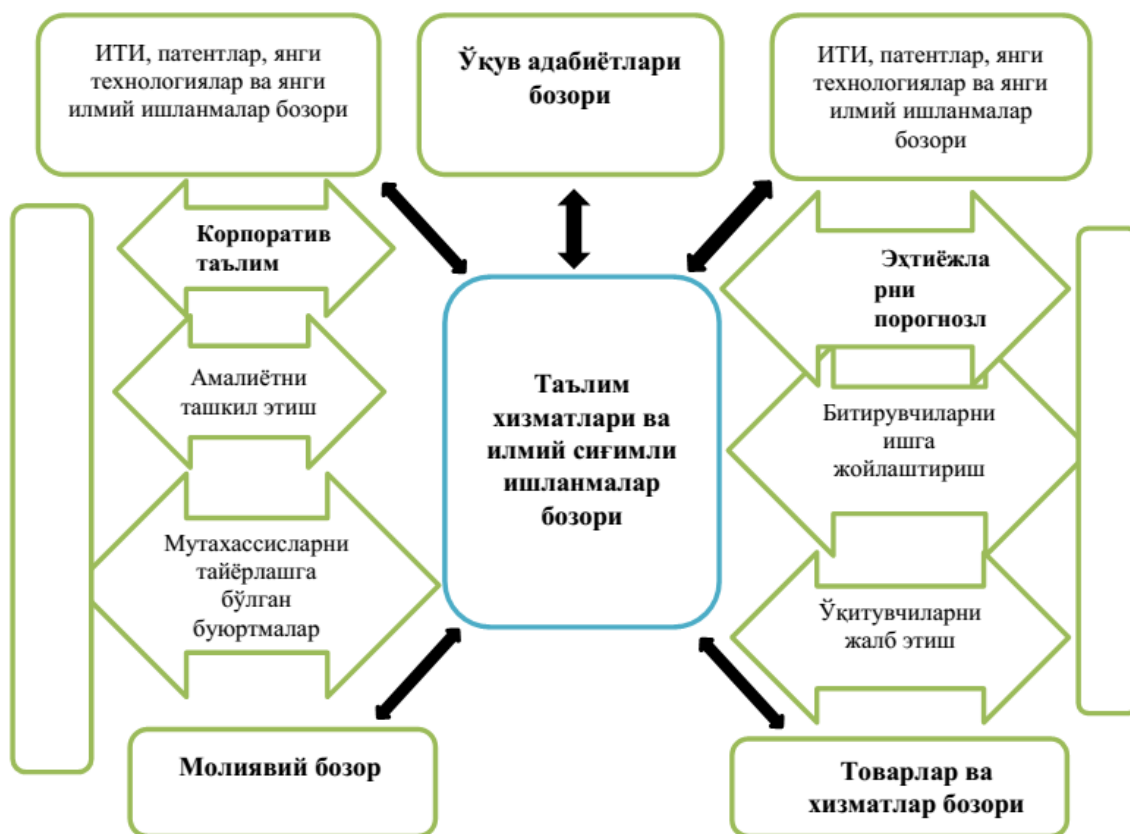 ИТИ, патентлар, янги
технологиялар ва янги
илмий ишланмалар бозори
Ўқув адабиётлари
бозори
ИТИ, патентлар, янги
технологиялар ва янги
илмий ишланмалар
бозори
Корпоратив
таълим
Амалиётни
ташкил этиш
Мутахассисларни
тайёрлашга
бўлган
буюртмалар
Таълим
хизматлари ва
илмий сиғимли
ишланмалар
бозори
Эҳтиёжла
рни
порогнозл
Битирувчиларни
ишга
жойлаштириш
Ўқитувчиларни
жалб этиш
Молиявий бозор
Товарлар ва
хизматлар бозори